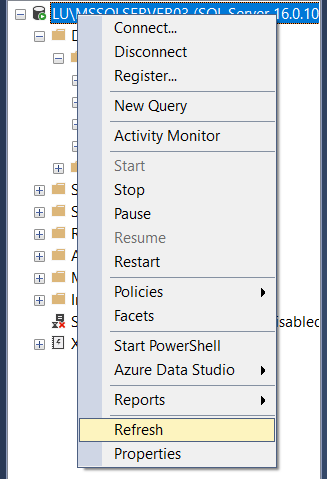 LU\MSSQLSERVER03 (SQL Server 16.0.10
Connect...
D
Disconnect
Register...
New Query
Activity Monitor
Start
S
Stop
S
Pause
R
Resume
A
Restart
M
Policies
In
Facets
S isabled
X
Start PowerShell
Azure Data Studio
Reports
Refresh
Properties